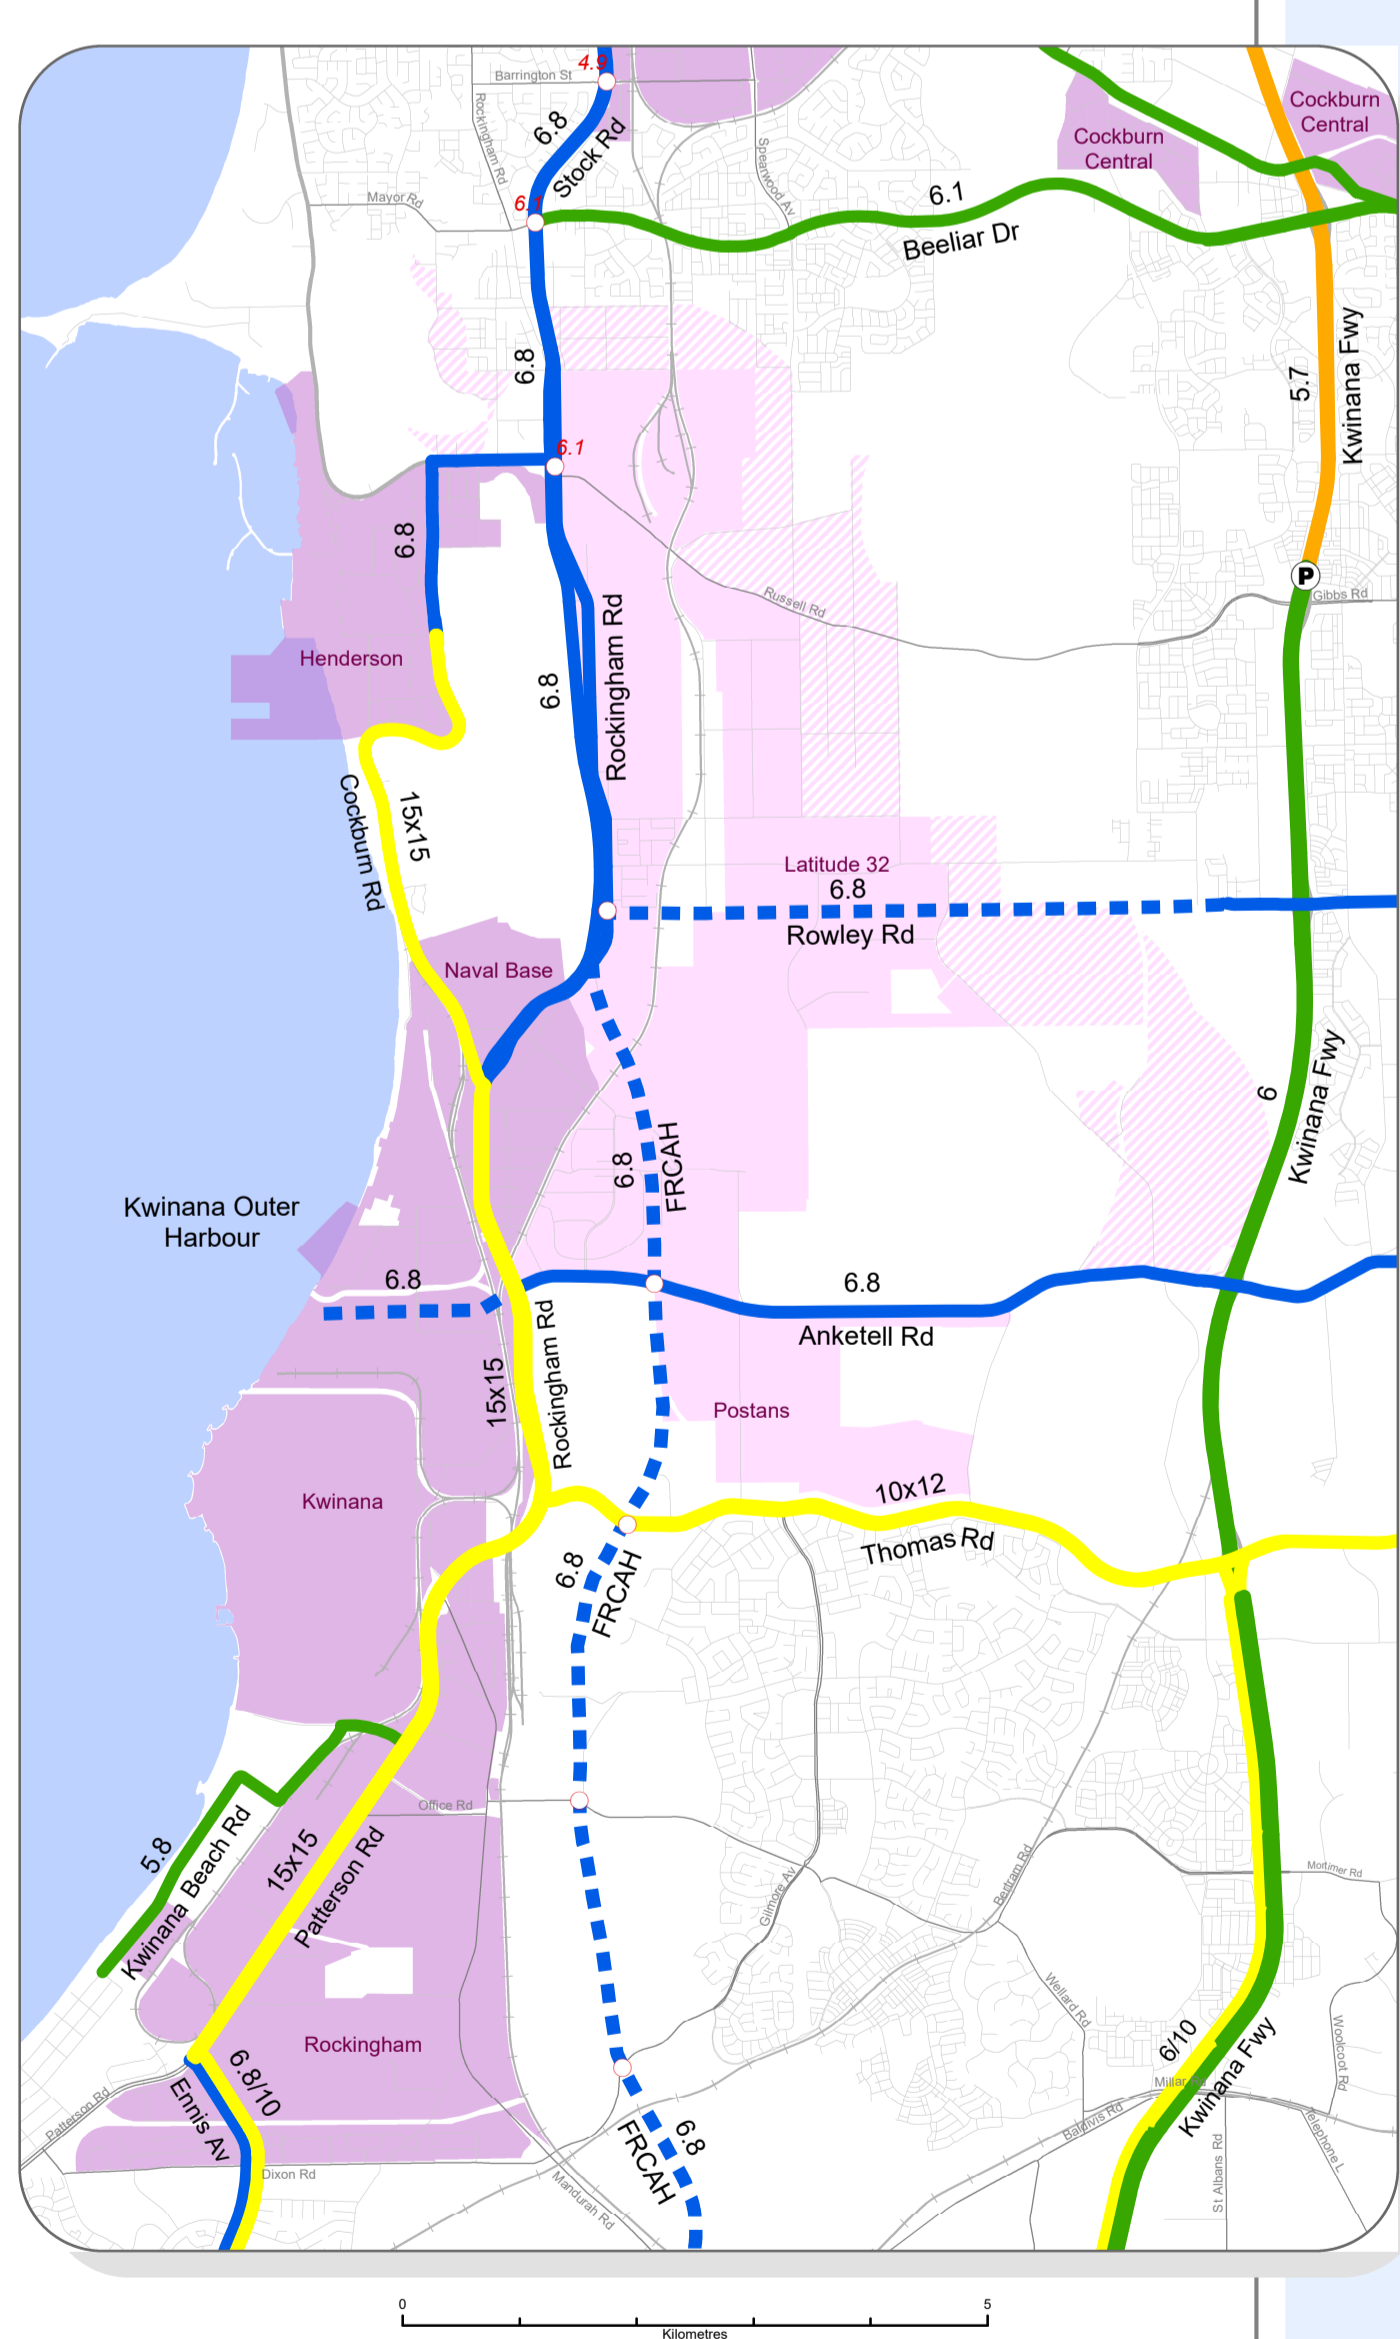 4.9
Barrington St
Rockingham Rd
6.8
Stock Rd
Spearwood Av
Cockburn
Central
Cockburn
Central
Mayor Rd
6.1
6.1
Beeliar Dr
6.8
5.7
Kwinana Fwy
6.1
6.8
P
Gibbs Rd
Russell Rd
Henderson
6.8
Rockingham Rd
Cockburn Rd
15x15
Latitude 32
6.8
Rowley Rd
Naval Base
6
Kwinana Fwy
6.8
FRCAH
Kwinana Outer
Harbour
6.8
6.8
Anketell Rd
Rockingham Rd
15x15
Postans
Kwinana
10x12
Thomas Rd
6.8
FRCAH
Office Rd
5.8
Kwinana Beach Rd
15x15
Patterson Rd
Gilmore Av
Bertram Rd
Mortimer Rd
Wellard Rd
Woolcoot Rd
6/10
Kwinana Fwy
Millar Rd
Rockingham
6.8/10
Ennis Av
Patterson Rd
Baldivis Rd
Telephone L
6.8
FRCAH
Dixon Rd
Mandurah Rd
St Albans Rd
0
5
Kilometres